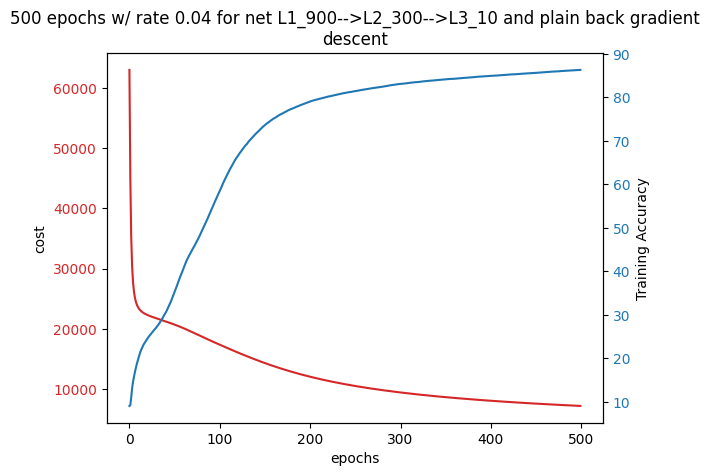 500 epochs w/ rate 0.04 for net L1_900-->L2_300-->L3_10 and plain back gradient
descent
60000
50000
40000
30000
20000
10000
cost
90
80
70
60
50
40
30
20
10
Training Accuracy
0 100 200 300 400 500
epochs